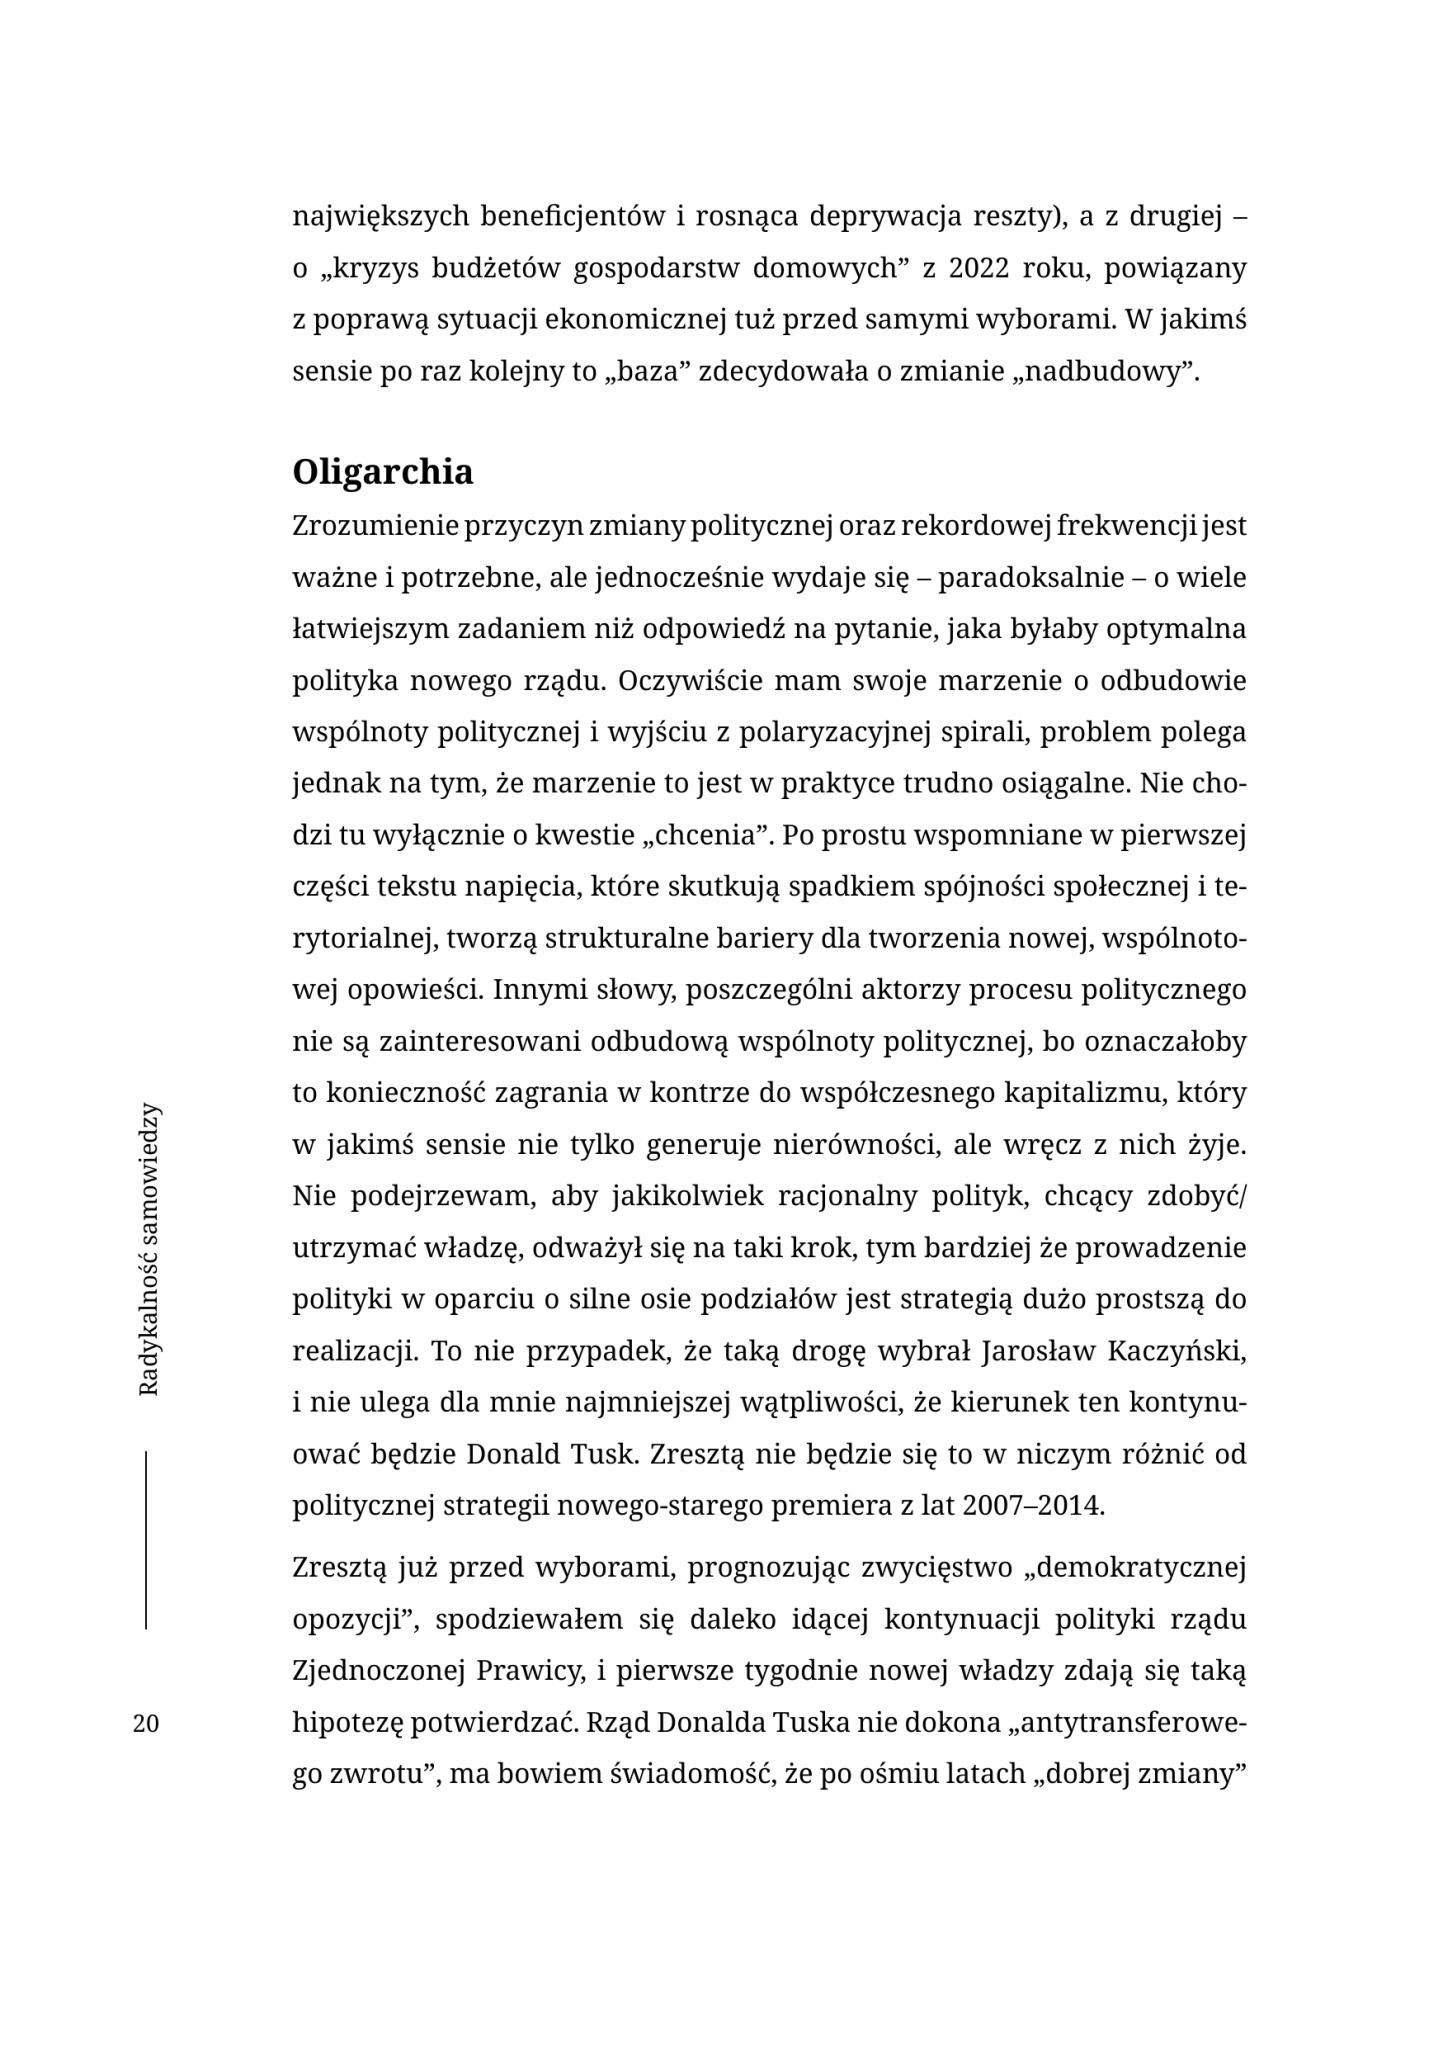 największych beneficjentów i rosnąca deprywacja reszty), a z drugiej –
o „kryzys budżetów gospodarstw domowych” z 2022 roku, powiązany
z poprawą sytuacji ekonomicznej tuż przed samymi wyborami. W jakimś
sensie po raz kolejny to „baza” zdecydowała o zmianie „nadbudowy”.
Oligarchia
Zrozumienie przyczyn zmiany politycznej oraz rekordowej frekwencji jest
ważne i potrzebne, ale jednocześnie wydaje się – paradoksalnie – o wiele
łatwiejszym zadaniem niż odpowiedź na pytanie, jaka byłaby optymalna
polityka nowego rządu. Oczywiście mam swoje marzenie o odbudowie
wspólnoty politycznej i wyjściu z polaryzacyjnej spirali, problem polega
jednak na tym, że marzenie to jest w praktyce trudno osiągalne. Nie cho-
dzi tu wyłącznie o kwestie „chcenia”. Po prostu wspomniane w pierwszej
części tekstu napięcia, które skutkują spadkiem spójności społecznej i te-
rytorialnej, tworzą strukturalne bariery dla tworzenia nowej, wspólnoto-
wej opowieści. Innymi słowy, poszczególni aktorzy procesu politycznego
nie są zainteresowani odbudową wspólnoty politycznej, bo oznaczałoby
to konieczność zagrania w kontrze do współczesnego kapitalizmu, który
w jakimś sensie nie tylko generuje nierówności, ale wręcz z nich żyje.
Nie podejrzewam, aby jakikolwiek racjonalny polityk, chcący zdobyć/
utrzymać władzę, odważył się na taki krok, tym bardziej że prowadzenie
polityki w oparciu o silne osie podziałów jest strategią dużo prostszą do
realizacji. To nie przypadek, że taką drogę wybrał Jarosław Kaczyński,
i nie ulega dla mnie najmniejszej wątpliwości, że kierunek ten kontynu-
ować będzie Donald Tusk. Zresztą nie będzie się to w niczym różnić od
politycznej strategii nowego-starego premiera z lat 2007–2014.
Zresztą już przed wyborami, prognozując zwycięstwo „demokratycznej
opozycji”, spodziewałem się daleko idącej kontynuacji polityki rządu
Zjednoczonej Prawicy, i pierwsze tygodnie nowej władzy zdają się taką
hipotezę potwierdzać. Rząd Donalda Tuska nie dokona „antytransferowe-
go zwrotu”, ma bowiem świadomość, że po ośmiu latach „dobrej zmiany”
Radykalność samowiedzy
20